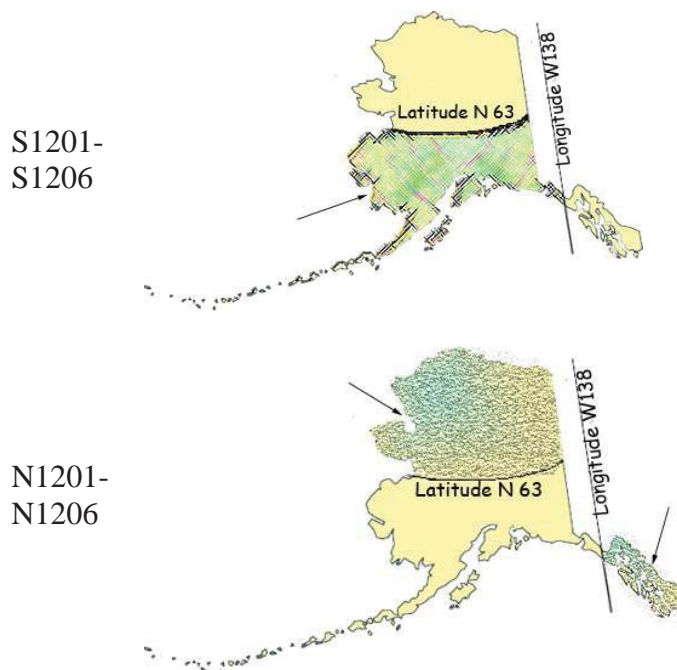 Latitude N 63
Longitude W138
S1201-
S1206
Latitude N 63
Longitude W138
N1201-
N1206